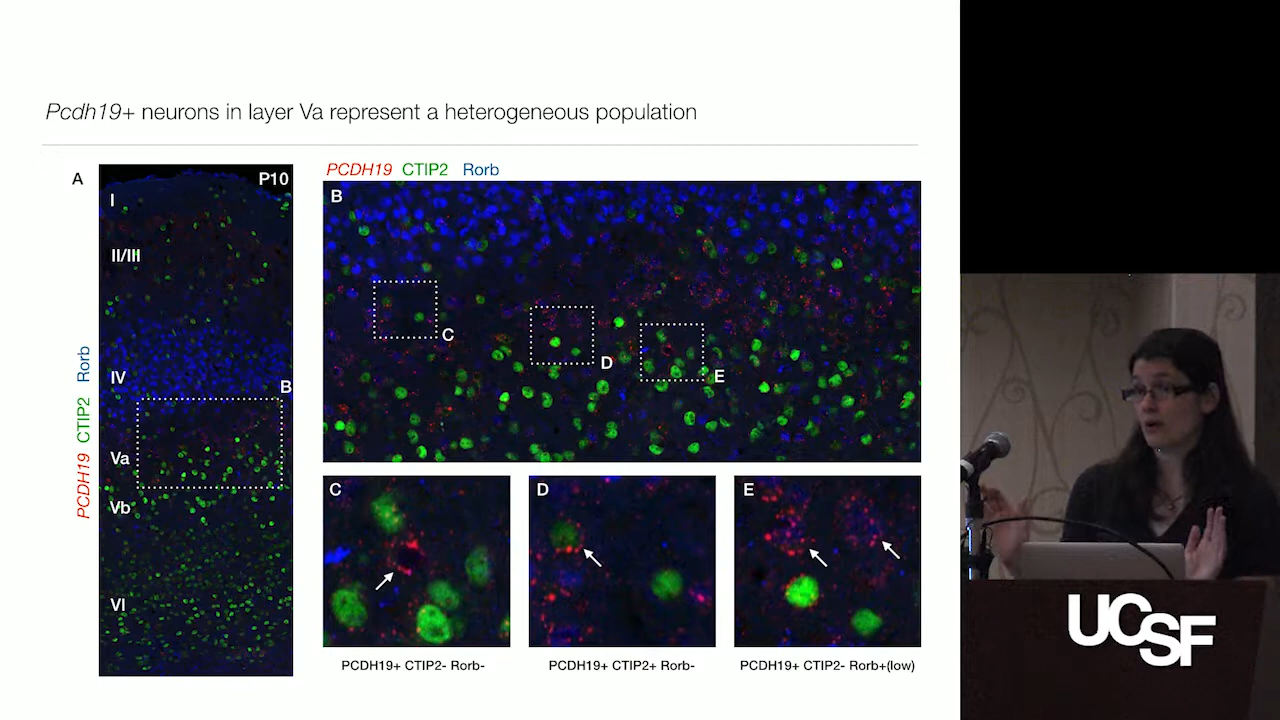 Pcdh19+ neurons in layer Va represent a heterogeneous population
A
P10
I
II/III
IV
B
Va
Vb
VI
PCDH19 CTIP2 Rorb
PCDH19 CTIP2 Rorb
B
C
D
E
C
D
E
PCDH19+ CTIP2- Rorb-
PCDH19+ CTIP2+ Rorb-
PCDH19+ CTIP2- Rorb+(low)
UCSF